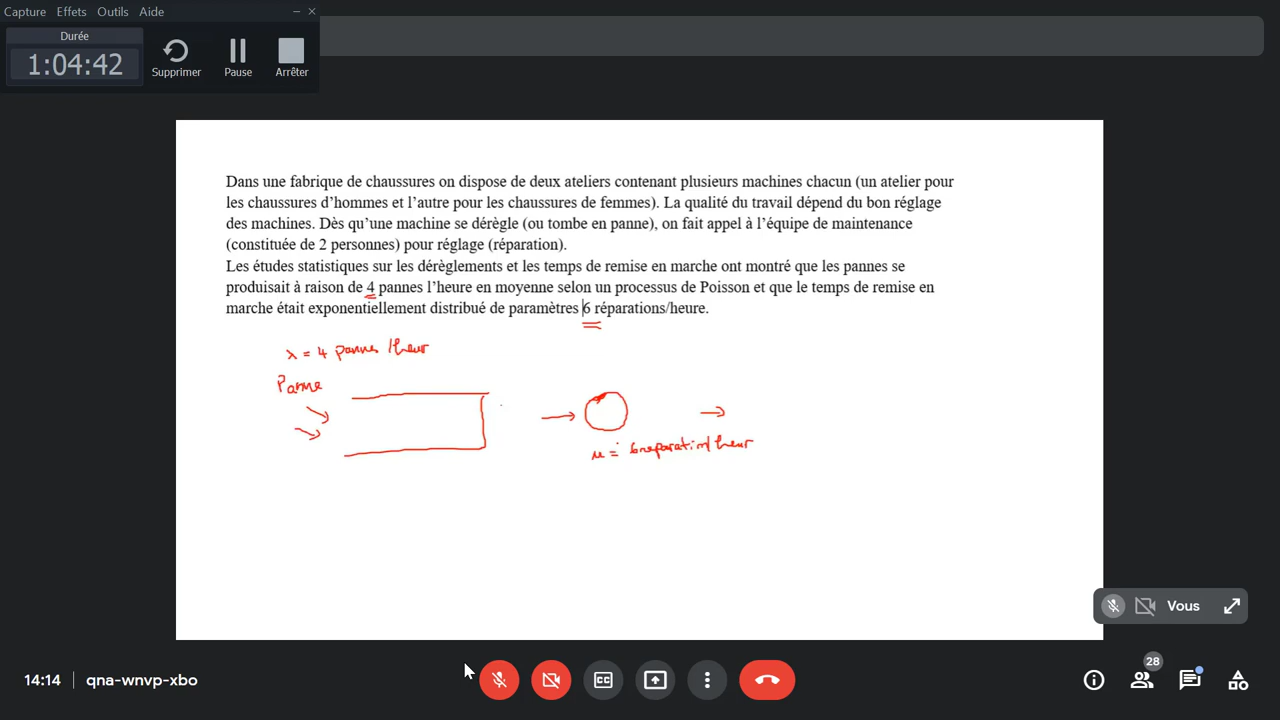 Capture Effets Outils Aide
Durée
1:04:42
Supprimer Pause Arrêter
Dans une fabrique de chaussures on dispose de deux ateliers contenant plusieurs machines chacun (un atelier pour
les chaussures d’hommes et l’autre pour les chaussures de femmes). La qualité du travail dépend du bon réglage
des machines. Dès qu’une machine se dérègle (ou tombe en panne), on fait appel à l’équipe de maintenance
(constituée de 2 personnes) pour réglage (réparation).
Les études statistiques sur les dérèglements et les temps de remise en marche ont montré que les pannes se
produisait à raison de 4 pannes l’heure en moyenne selon un processus de Poisson et que le temps de remise en
marche était exponentiellement distribué de paramètres 6 réparations/heure.
λ = 4 pannes /heur
Panne
μ = 6 reparation/heur
Vous
14:14 qna-wnvp-xbo
28